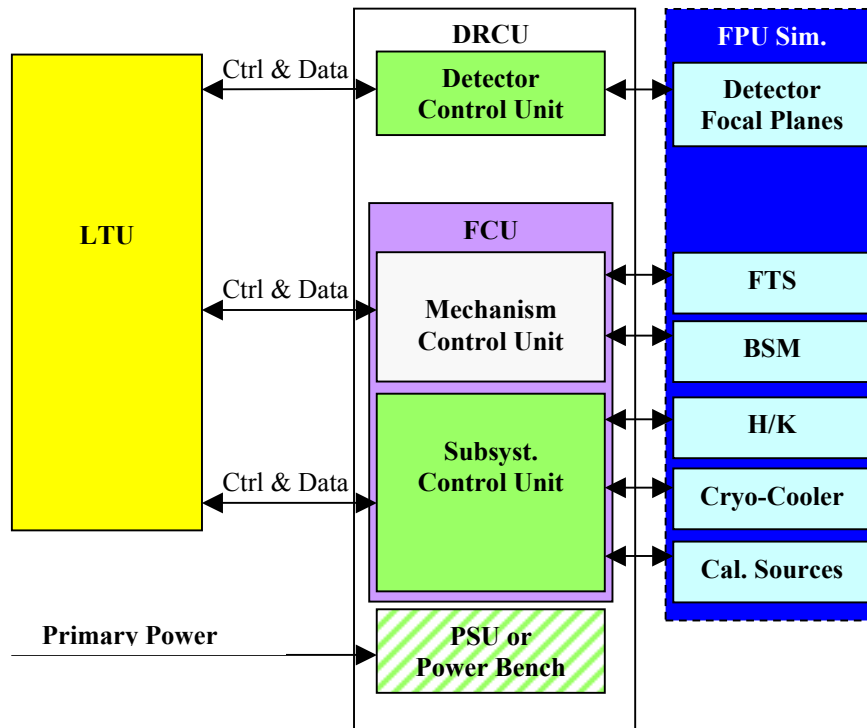 DRCU
FPU Sim.
LTU
Ctrl & Data
Detector
Control Unit
Detector
Focal Planes
FCU
Ctrl & Data
Mechanism
Control Unit
FTS
BSM
Ctrl & Data
Subsyst.
Control Unit
H/K
Cryo-Cooler
Cal. Sources
Primary Power
PSU or
Power Bench